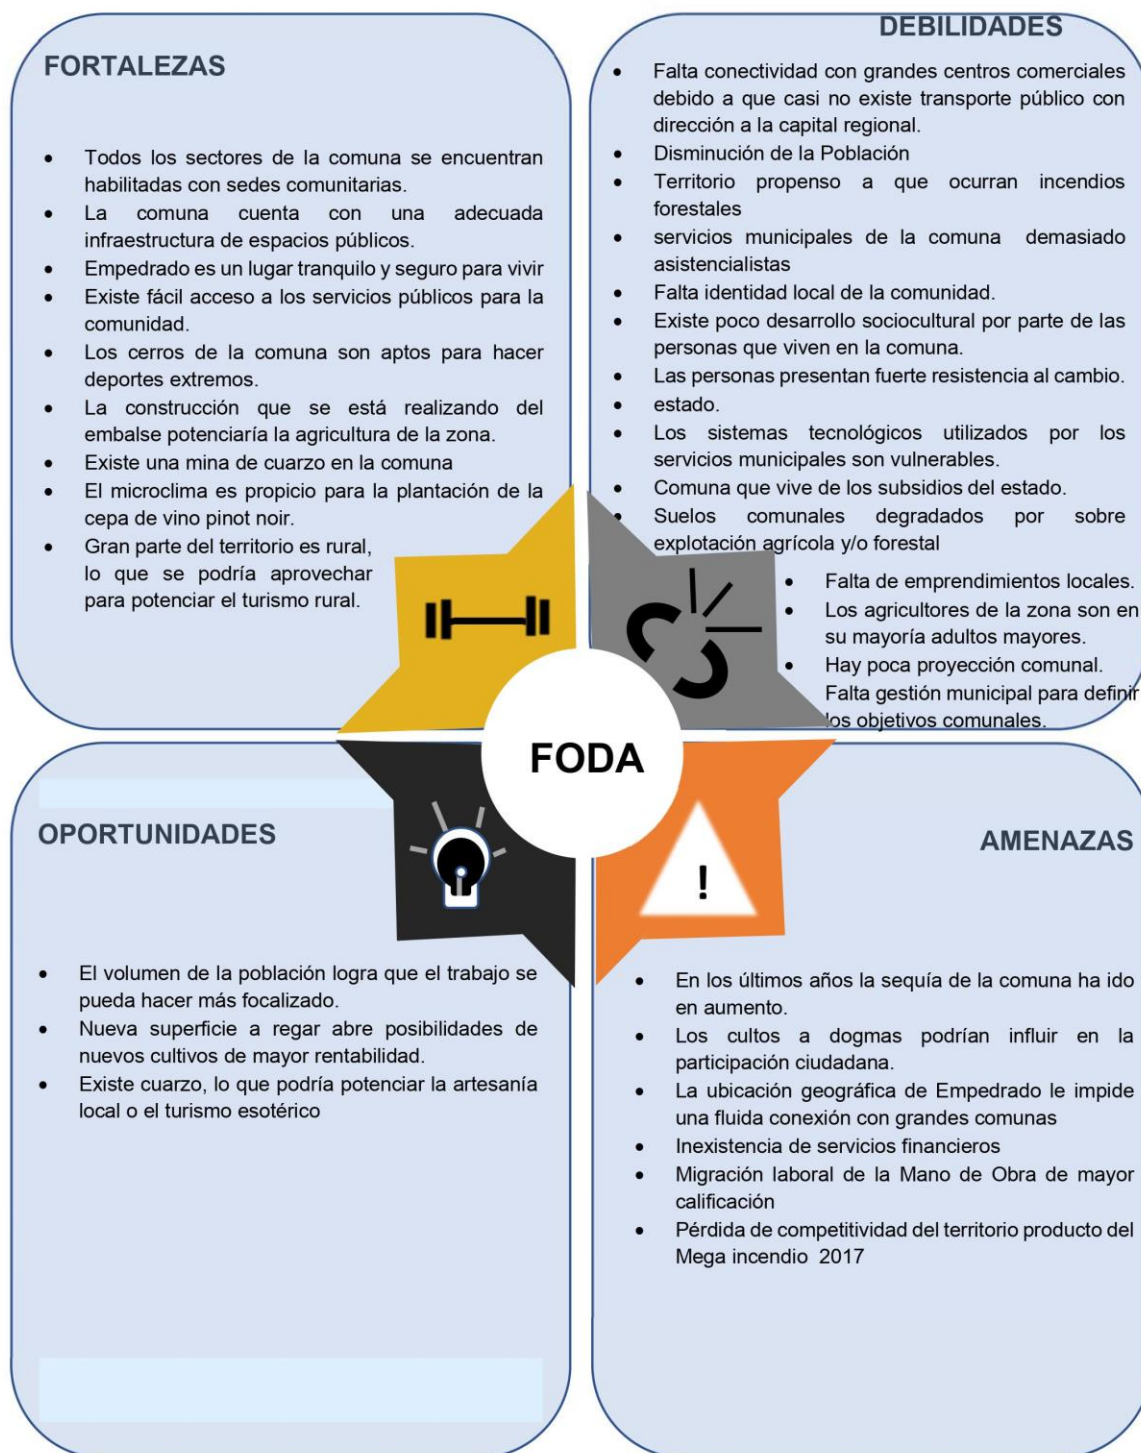 FORTALEZAS
• Todos los sectores de la comuna se encuentran
habilitadas con sedes comunitarias.
• La comuna cuenta con una adecuada
infraestructura de espacios públicos.
• Empedrado es un lugar tranquilo y seguro para vivir
• Existe fácil acceso a los servicios públicos para la
comunidad.
• Los cerros de la comuna son aptos para hacer
deportes extremos.
• La construcción que se está realizando del
embalse potenciaría la agricultura de la zona.
• Existe una mina de cuarzo en la comuna
• El microclima es propicio para la plantación de la
cepa de vino pinot noir.
• Gran parte del territorio es rural,
lo que se podría aprovechar
para potenciar el turismo rural.
DEBILIDADES
• Falta conectividad con grandes centros comerciales
debido a que casi no existe transporte público con
dirección a la capital regional.
• Disminución de la Población
• Territorio propenso a que ocurran incendios
forestales
• servicios municipales de la comuna demasiado
asistencialistas
• Falta identidad local de la comunidad.
• Existe poco desarrollo sociocultural por parte de las
personas que viven en la comuna.
• Las personas presentan fuerte resistencia al cambio.
• estado.
• Los sistemas tecnológicos utilizados por los
servicios municipales son vulnerables.
• Comuna que vive de los subsidios del estado.
• Suelos comunales degradados por sobre
explotación agrícola y/o forestal
• Falta de emprendimientos locales.
• Los agricultores de la zona son en
su mayoría adultos mayores.
• Hay poca proyección comunal.
Falta gestión municipal para definir
los objetivos comunales.
FODA
OPORTUNIDADES
• El volumen de la población logra que el trabajo se
pueda hacer más focalizado.
• Nueva superficie a regar abre posibilidades de
nuevos cultivos de mayor rentabilidad.
• Existe cuarzo, lo que podría potenciar la artesanía
local o el turismo esotérico
!
AMENAZAS
• En los últimos años la sequía de la comuna ha ido
en aumento.
• Los cultos a dogmas podrían influir en la
participación ciudadana.
• La ubicación geográfica de Empedrado le impide
una fluida conexión con grandes comunas
• Inexistencia de servicios financieros
• Migración laboral de la Mano de Obra de mayor
calificación
• Pérdida de competitividad del territorio producto del
Mega incendio 2017